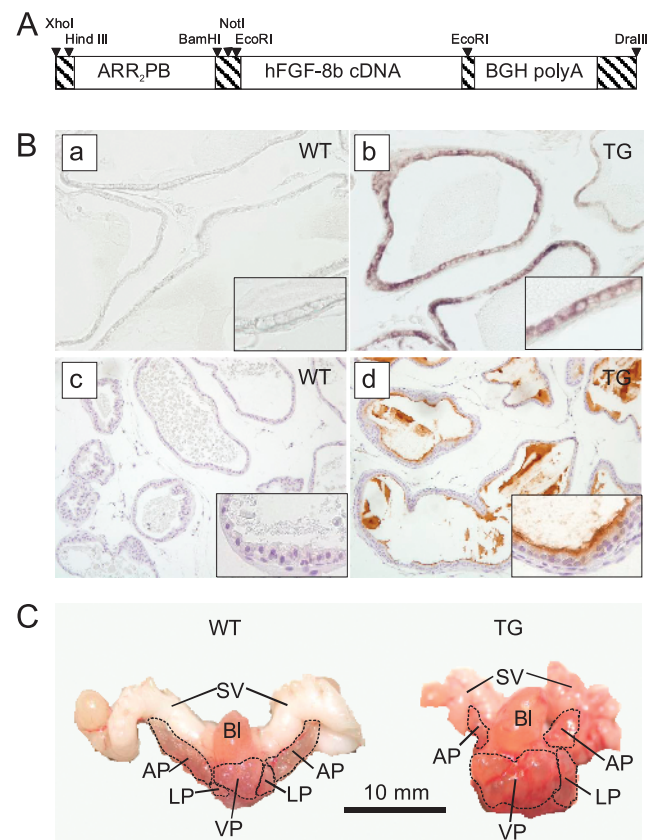 A
XhoI NotI
Hind III BamHI EcoRI EcoRI DraIII
ARR₂PB hFGF-8b cDNA BGH polyA
B
a WT b TG
c WT d TG
C
WT TG
SV SV
Bl Bl
AP AP AP AP
LP LP LP
VP VP
10 mm